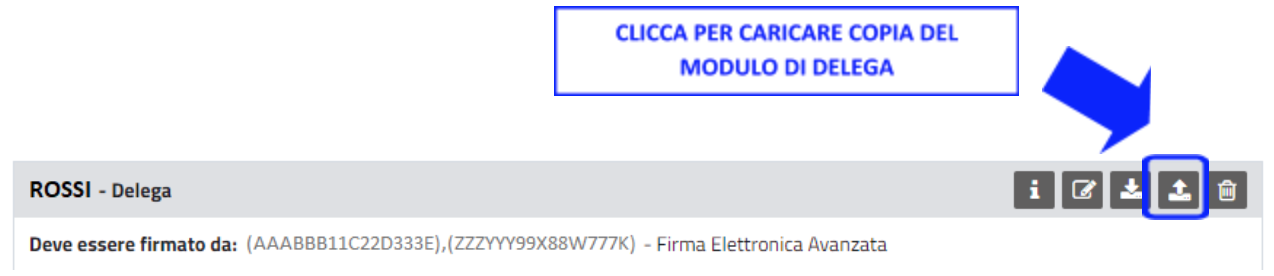 CLICCA PER CARICARE COPIA DEL
MODULO DI DELEGA
ROSSI - Delega
Deve essere firmato da: (AAABBB11C22D333E),(ZZZYYY99X88W777K) - Firma Elettronica Avanzata